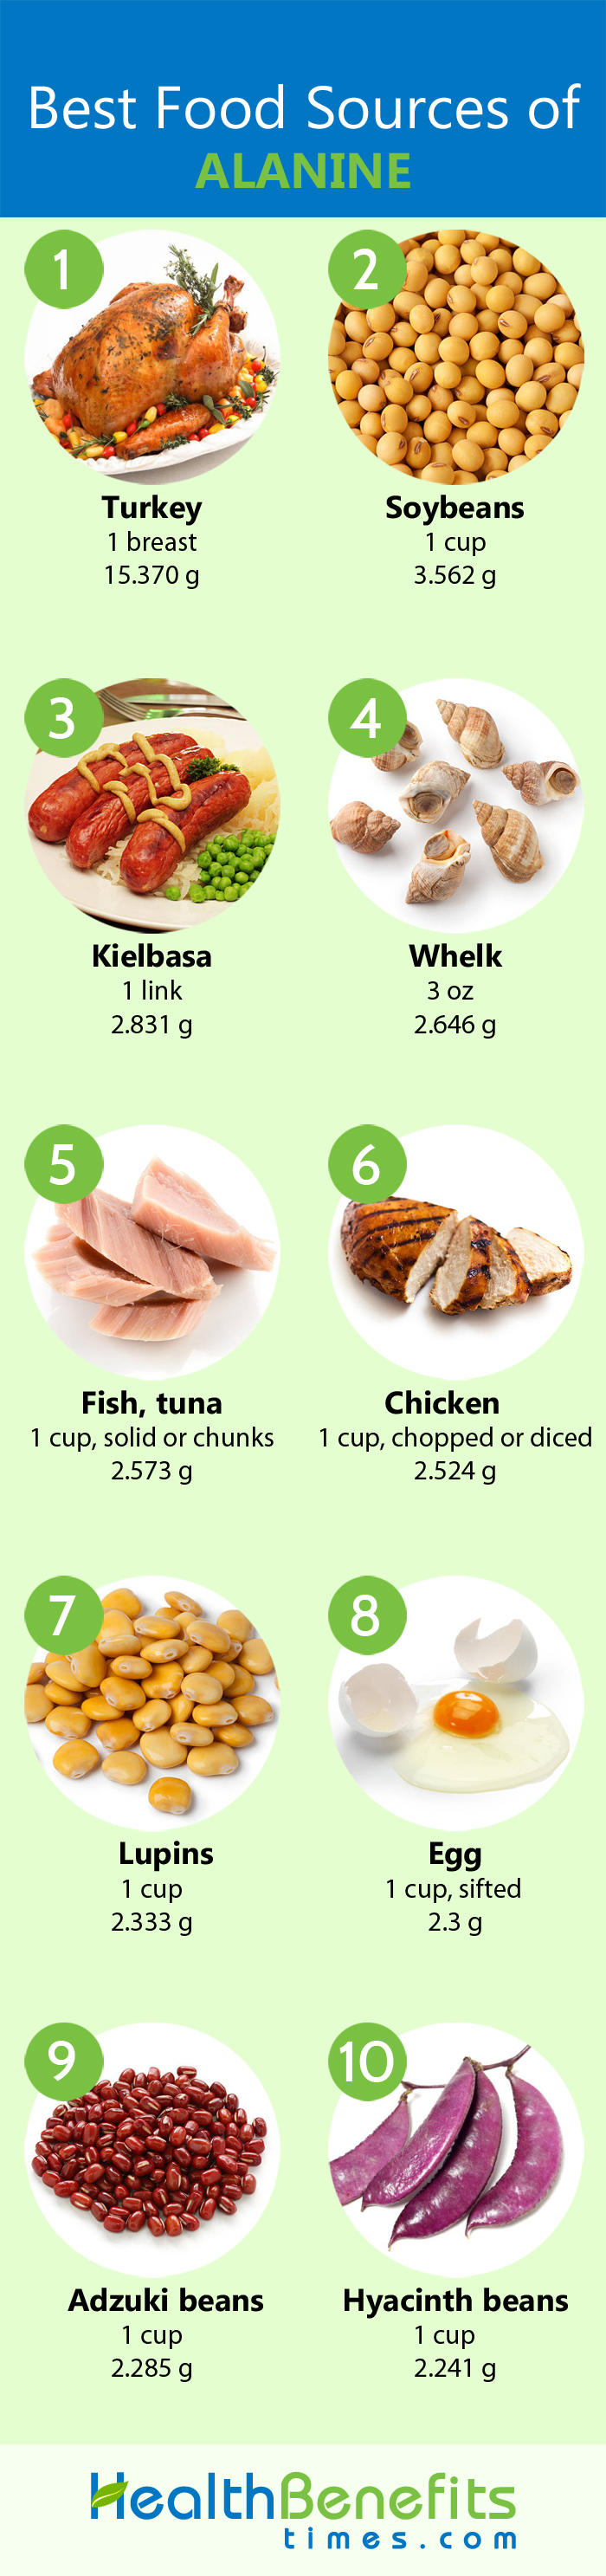 Best Food Sources of
ALANINE
1
Turkey
1 breast
15.370 g
2
Soybeans
1 cup
3.562 g
3
Kielbasa
1 link
2.831 g
4
Whelk
3 oz
2.646 g
5
Fish, tuna
1 cup, solid or chunks
2.573 g
6
Chicken
1 cup, chopped or diced
2.524 g
7
Lupins
1 cup
2.333 g
8
Egg
1 cup, sifted
2.3 g
9
Adzuki beans
1 cup
2.285 g
10
Hyacinth beans
1 cup
2.241 g
HealthBenefits
times.com